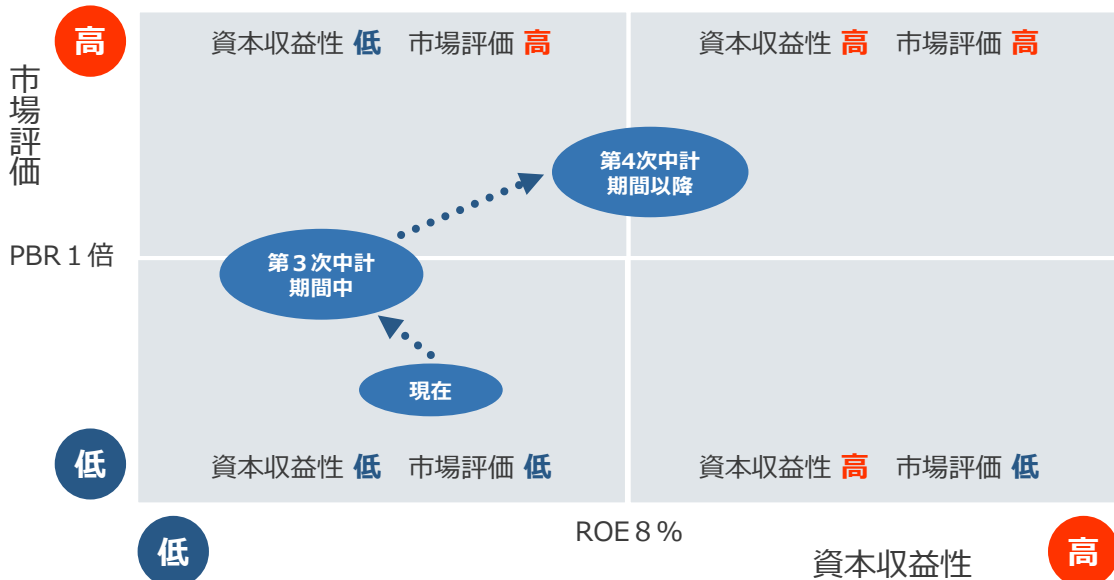 高
資本収益性 低 市場評価 高
資本収益性 高 市場評価 高
市場評価
第4次中計
期間以降
PBR１倍
第３次中計
期間中
現在
低
資本収益性 低 市場評価 低
資本収益性 高 市場評価 低
ROE８%
低
資本収益性
高